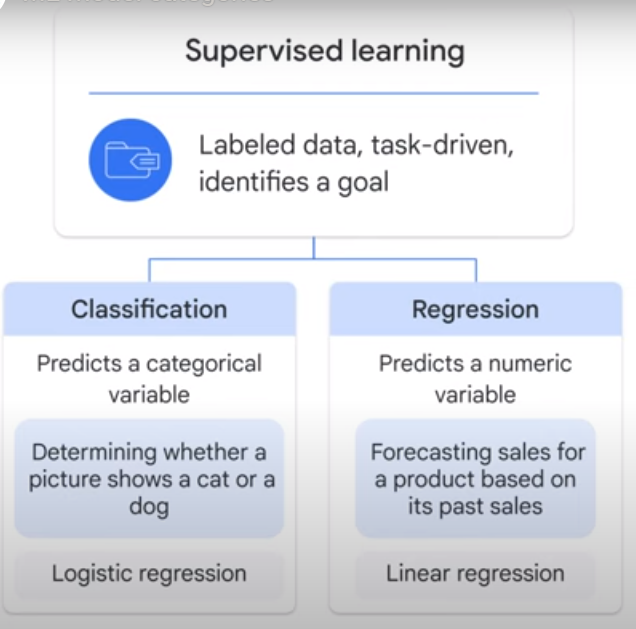 Supervised learning
Labeled data, task-driven,
identifies a goal
Classification
Predicts a categorical
variable
Determining whether a
picture shows a cat or a
dog
Logistic regression
Regression
Predicts a numeric
variable
Forecasting sales for
a product based on
its past sales
Linear regression